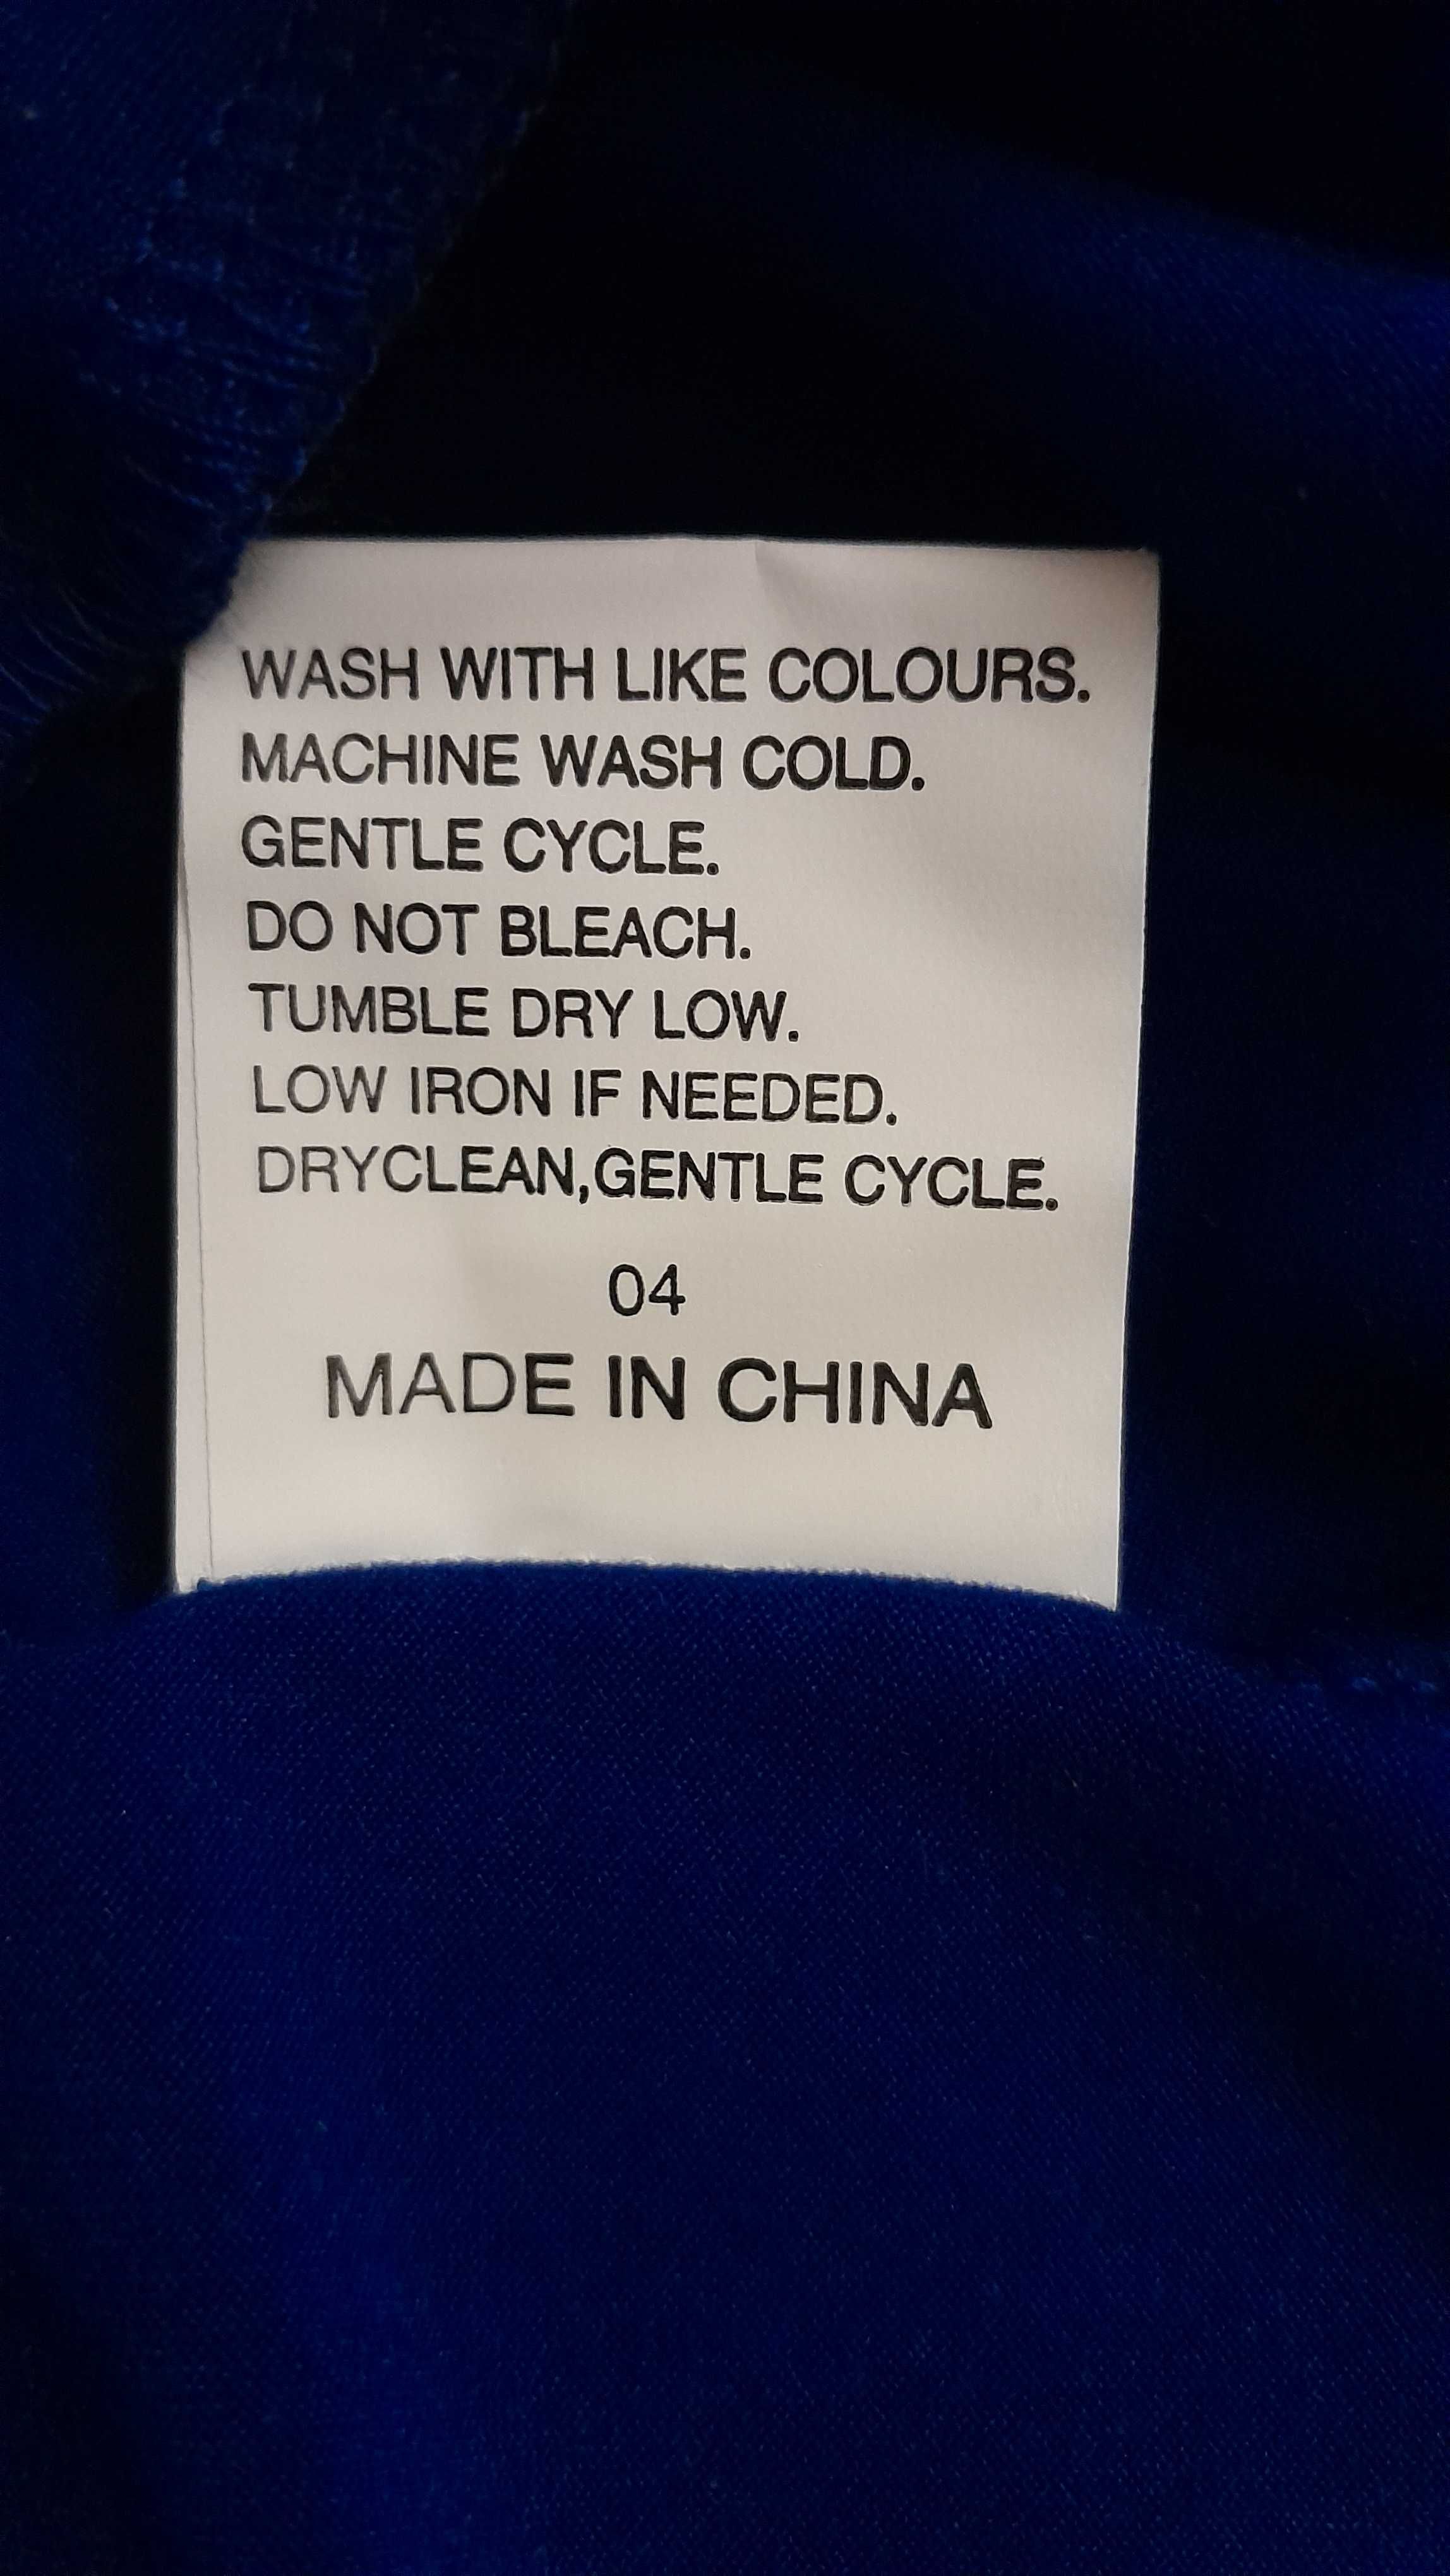 WASH WITH LIKE COLOURS.
MACHINE WASH COLD.
GENTLE CYCLE.
DO NOT BLEACH.
TUMBLE DRY LOW.
LOW IRON IF NEEDED.
DRYCLEAN,GENTLE CYCLE.
04
MADE IN CHINA